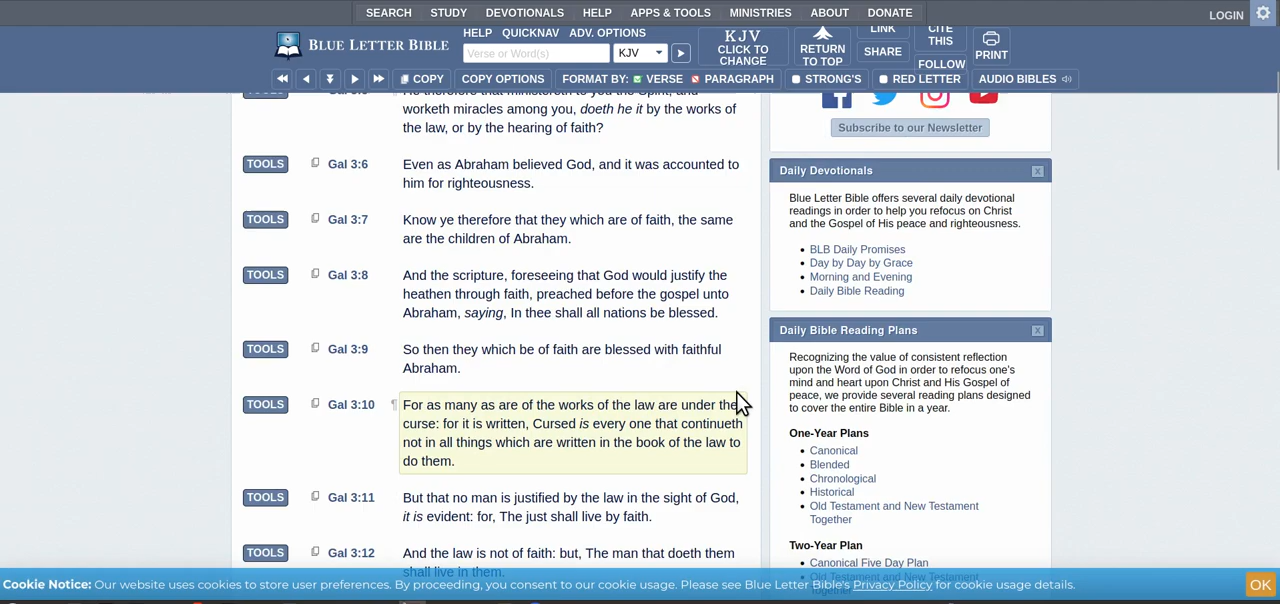 SEARCH STUDY DEVOTIONALS HELP APPS & TOOLS MINISTRIES ABOUT DONATE
LOGIN
BLUE LETTER BIBLE
HELP QUICKNAV ADV. OPTIONS
Verse or Word(s)
KJV
KJV
CLICK TO
CHANGE
RETURN
TO TOP
LINK
SHARE
CITE
THIS
FOLLOW
PRINT
COPY COPY OPTIONS FORMAT BY: VERSE PARAGRAPH STRONG'S RED LETTER AUDIO BIBLES
He therefore that ministereth to you the Spirit, and
worketh miracles among you, doeth he it by the works of
the law, or by the hearing of faith?
TOOLS Gal 3:6 Even as Abraham believed God, and it was accounted to
him for righteousness.
TOOLS Gal 3:7 Know ye therefore that they which are of faith, the same
are the children of Abraham.
TOOLS Gal 3:8 And the scripture, foreseeing that God would justify the
heathen through faith, preached before the gospel unto
Abraham, saying, In thee shall all nations be blessed.
TOOLS Gal 3:9 So then they which be of faith are blessed with faithful
Abraham.
TOOLS Gal 3:10 ¶ For as many as are of the works of the law are under the
curse: for it is written, Cursed is every one that continueth
not in all things which are written in the book of the law to
do them.
TOOLS Gal 3:11 But that no man is justified by the law in the sight of God,
it is evident: for, The just shall live by faith.
TOOLS Gal 3:12 And the law is not of faith: but, The man that doeth them
shall live in them.
Subscribe to our Newsletter
Daily Devotionals X
Blue Letter Bible offers several daily devotional
readings in order to help you refocus on Christ
and the Gospel of His peace and righteousness.
BLB Daily Promises
Day by Day by Grace
Morning and Evening
Daily Bible Reading
Daily Bible Reading Plans X
Recognizing the value of consistent reflection
upon the Word of God in order to refocus one's
mind and heart upon Christ and His Gospel of
peace, we provide several reading plans designed
to cover the entire Bible in a year.
One-Year Plans
Canonical
Blended
Chronological
Historical
Old Testament and New Testament
Together
Two-Year Plan
Canonical Five Day Plan
Old Testament and New Testament
Together
Cookie Notice: Our website uses cookies to store user preferences. By proceeding, you consent to our cookie usage. Please see Blue Letter Bible's Privacy Policy for cookie usage details.
OK